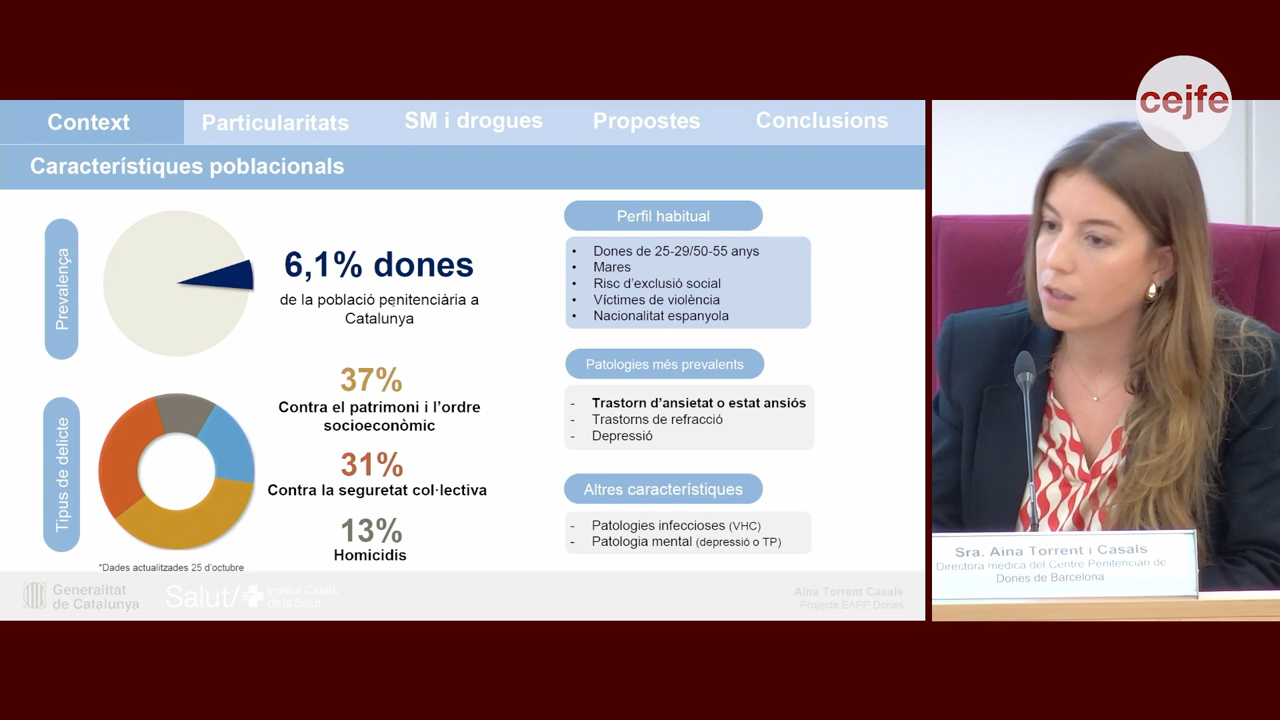 cejfe
Context
Particularitats
SM i drogues
Propostes
Conclusions
Característiques poblacionals
Prevalença
6,1% dones
de la població penitenciària a
Catalunya
Tipus de delicte
37%
Contra el patrimoni i l'ordre
socioeconòmic
31%
Contra la seguretat col·lectiva
13%
Homicidis
*Dades actualitzades 25 d'octubre
Perfil habitual
• Dones de 25-29/50-55 anys
• Mares
• Risc d'exclusió social
• Víctimes de violència
• Nacionalitat espanyola
Patologies més prevalents
- Trastorn d'ansietat o estat ansiós
- Trastorns de refracció
- Depressió
Altres característiques
- Patologies infeccioses (VHC)
- Patologia mental (depressió o TP)
Generalitat
de Catalunya
Salut/
Institut Català
de la Salut
Aina Torrent Casals
Projecte EAPP Dones
Sra. Aina Torrent i Casals
Directora mèdica del Centre Penitenciari de
Dones de Barcelona